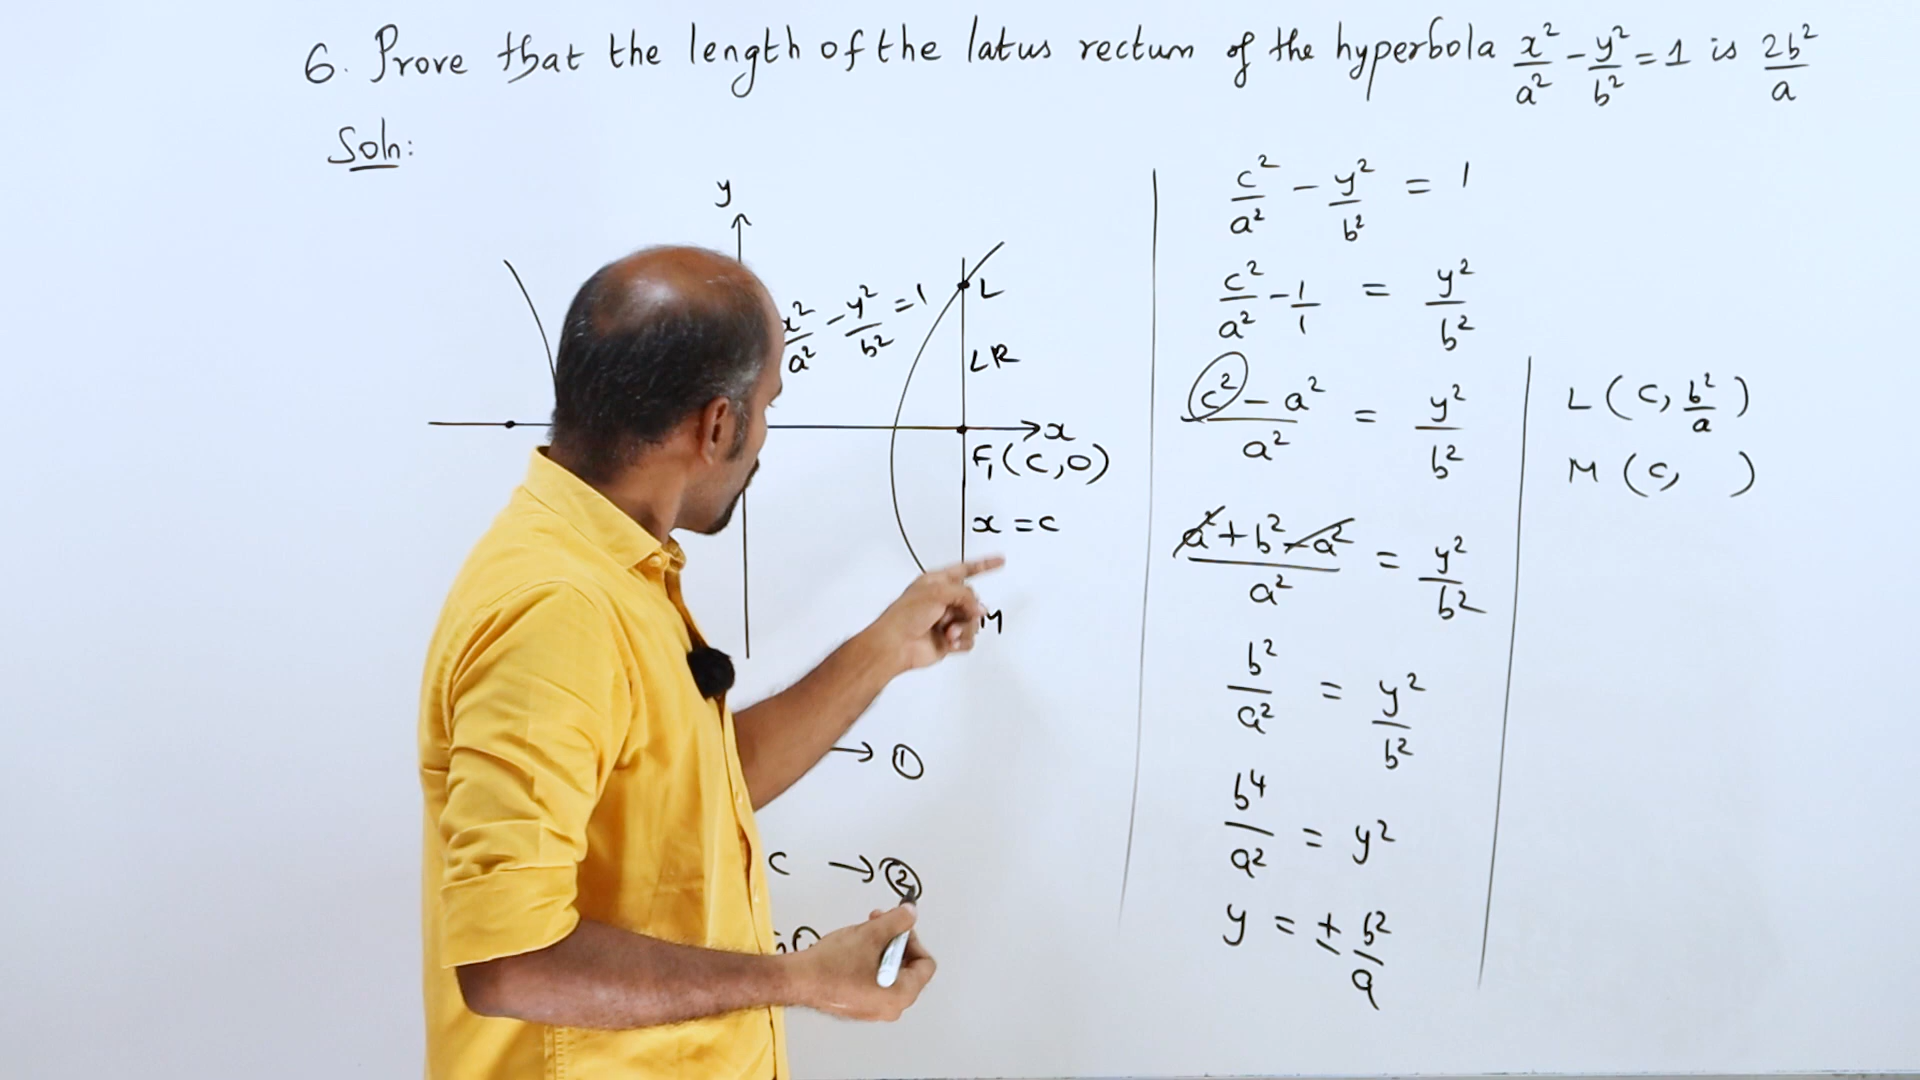 6. Prove that the length of the latus rectum of the hyperbola x²/a² - y²/b² = 1 is 2b²/a
Soln:
y
x²/a² - y²/b² = 1
L
LR
x
F₁(C,0)
x = c
M
→ ①
c → ②
c²/a² - y²/b² = 1
c²/a² - 1/1 = y²/b²
c² - a²/a² = y²/b²
a² + b² - a²/a² = y²/b²
b²/a² = y²/b²
b⁴/a² = y²
y = ± b²/a
L (C, b²/a)
M (C, )